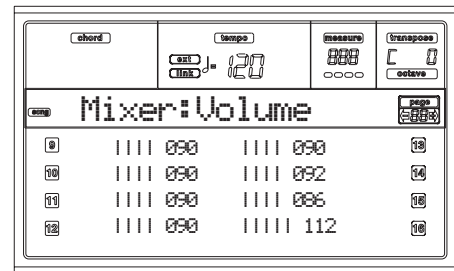 chord tempo measure transpose
ext
link ♩= 120 888 C 0
octave
song Mixer:Volume page
88
9 |||| 090 |||| 090 13
10 |||| 090 |||| 092 14
11 |||| 090 |||| 086 15
12 |||| 090 ||||| 112 16